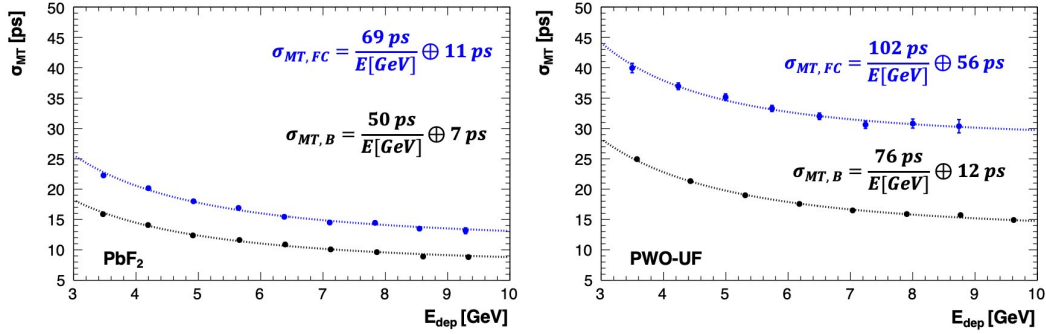 σMT [ps]
50
45
40
35
30
25
20
15
10
5
σMT, FC = 69 ps / E[GeV] ⊕ 11 ps
σMT, B = 50 ps / E[GeV] ⊕ 7 ps
PbF2
3 4 5 6 7 8 9 10
Edep [GeV]
σMT [ps]
50
45
40
35
30
25
20
15
10
5
σMT, FC = 102 ps / E[GeV] ⊕ 56 ps
σMT, B = 76 ps / E[GeV] ⊕ 12 ps
PWO-UF
3 4 5 6 7 8 9 10
Edep [GeV]